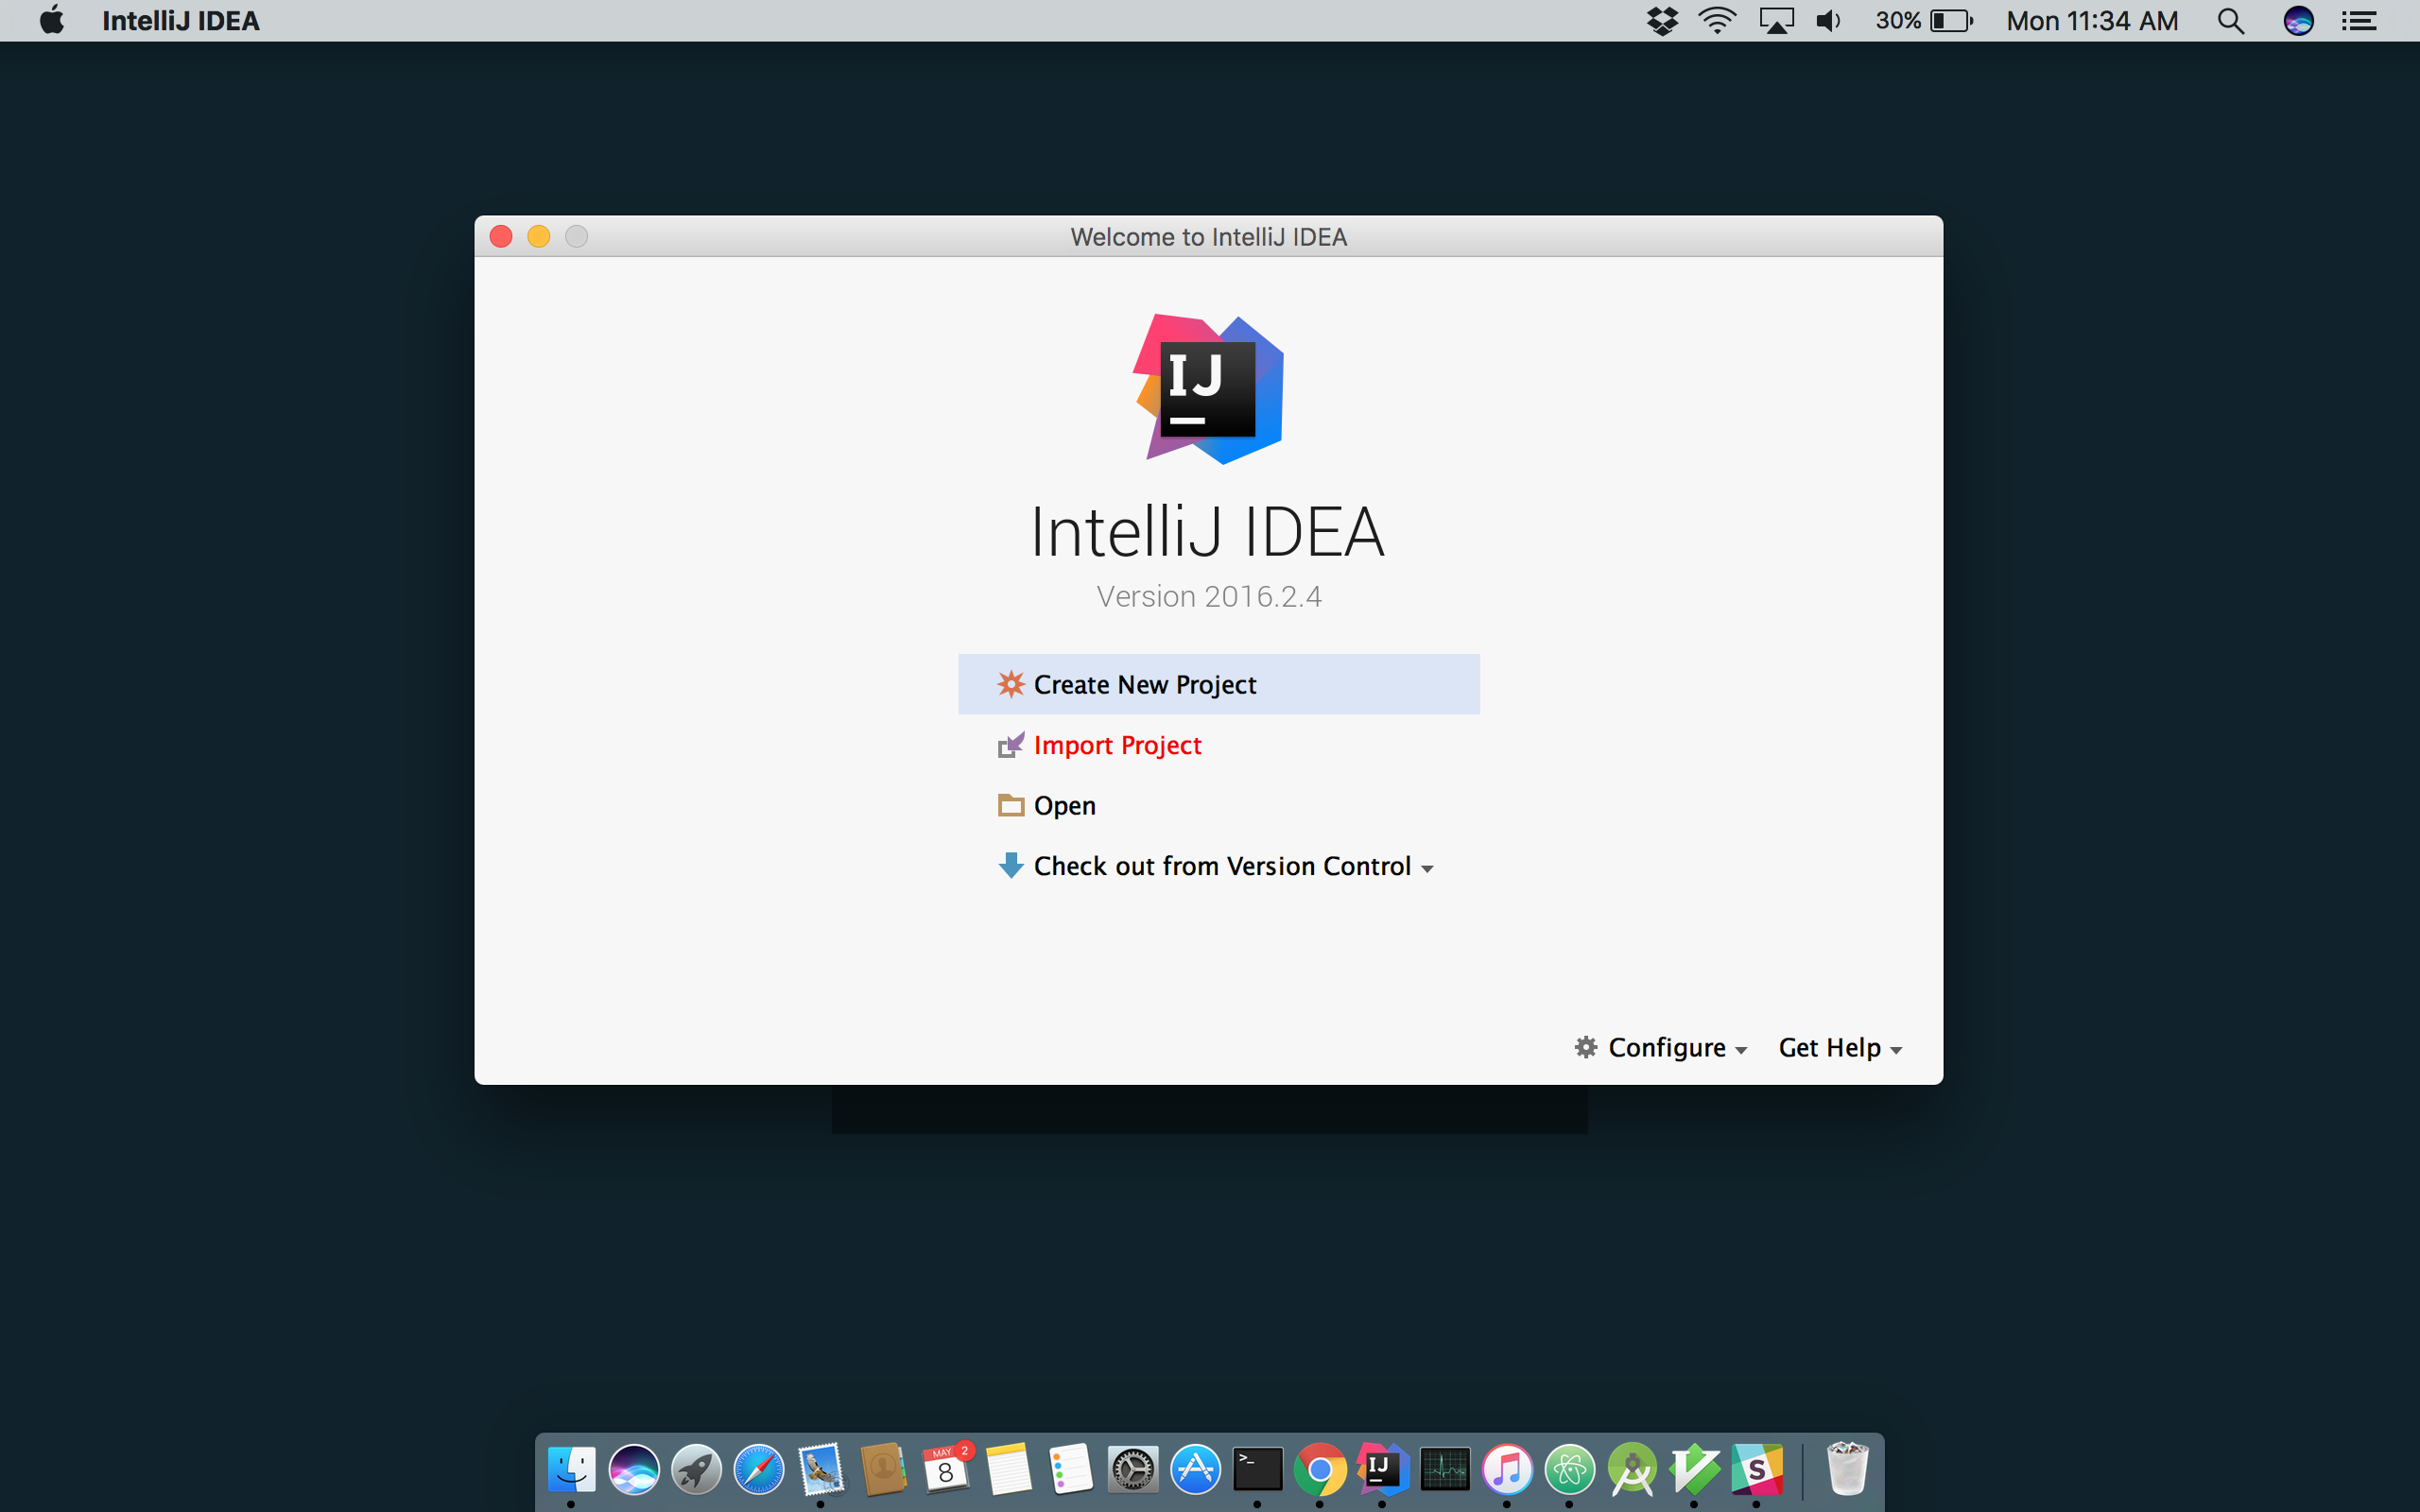 IntelliJ IDEA
30%
Mon 11:34 AM
Welcome to IntelliJ IDEA
IJ
IntelliJ IDEA
Version 2016.2.4
Create New Project
Import Project
Open
Check out from Version Control
Configure
Get Help
MAY
2
8
>_
IJ
S